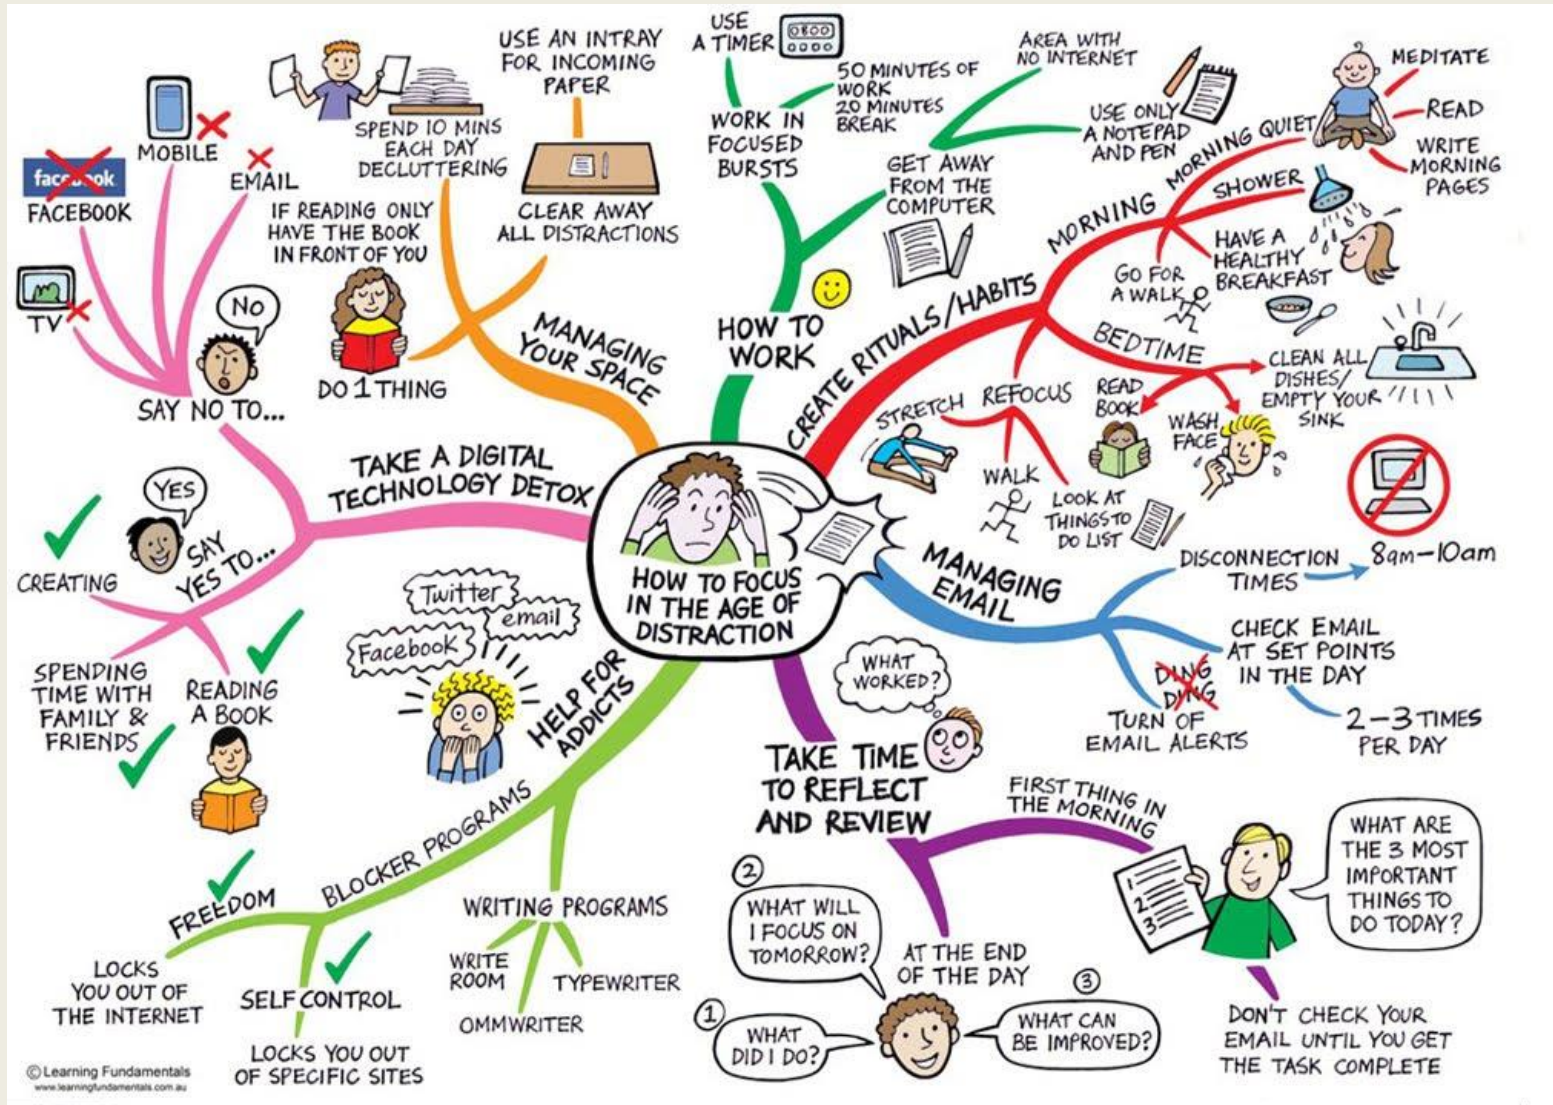 HOW TO FOCUS
IN THE AGE OF
DISTRACTION
HOW TO
WORK
WORK IN
FOCUSED
BURSTS
USE
A TIMER
0800
50 MINUTES OF
WORK
20 MINUTES
BREAK
GET AWAY
FROM THE
COMPUTER
AREA WITH
NO INTERNET
USE ONLY
A NOTEPAD
AND PEN
CREATE RITUALS/HABITS
MORNING
MORNING QUIET
MEDITATE
READ
WRITE
MORNING
PAGES
SHOWER
HAVE A
HEALTHY
BREAKFAST
GO FOR
A WALK
BEDTIME
CLEAN ALL
DISHES/
EMPTY YOUR
SINK
READ
BOOK
WASH
FACE
REFOCUS
STRETCH
WALK
LOOK AT
THINGS TO
DO LIST
MANAGING
EMAIL
DISCONNECTION
TIMES
8am-10am
CHECK EMAIL
AT SET POINTS
IN THE DAY
2-3 TIMES
PER DAY
DING
DING
TURN OF
EMAIL ALERTS
WHAT
WORKED?
TAKE TIME
TO REFLECT
AND REVIEW
FIRST THING IN
THE MORNING
1
2
3
WHAT ARE
THE 3 MOST
IMPORTANT
THINGS TO
DO TODAY?
DON'T CHECK YOUR
EMAIL UNTIL YOU GET
THE TASK COMPLETE
AT THE END
OF THE DAY
1
WHAT
DID I DO?
2
WHAT WILL
I FOCUS ON
TOMORROW?
3
WHAT CAN
BE IMPROVED?
HELP FOR
ADDICTS
Twitter
email
Facebook
BLOCKER PROGRAMS
FREEDOM
LOCKS
YOU OUT OF
THE INTERNET
SELF CONTROL
LOCKS YOU OUT
OF SPECIFIC SITES
WRITING PROGRAMS
WRITE
ROOM
OMMWRITER
TYPEWRITER
TAKE A DIGITAL
TECHNOLOGY DETOX
SAY NO TO...
NO
TV
facebook
FACEBOOK
MOBILE
EMAIL
YES
SAY
YES TO...
CREATING
SPENDING
TIME WITH
FAMILY &
FRIENDS
READING
A BOOK
MANAGING
YOUR SPACE
SPEND 10 MINS
EACH DAY
DECLUTTERING
USE AN INTRAY
FOR INCOMING
PAPER
CLEAR AWAY
ALL DISTRACTIONS
IF READING ONLY
HAVE THE BOOK
IN FRONT OF YOU
DO 1 THING
© Learning Fundamentals
www.learningfundamentals.com.au